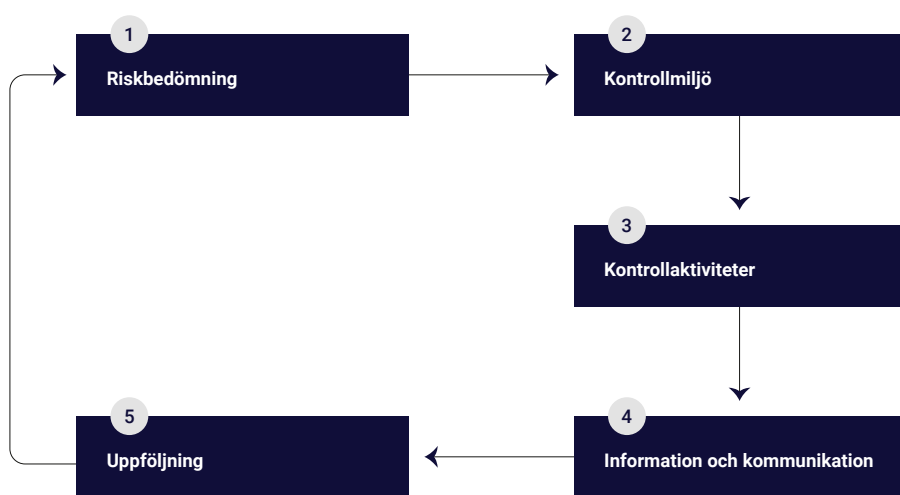 1
Riskbedömning
2
Kontrollmiljö
3
Kontrollaktiviteter
4
Information och kommunikation
5
Uppföljning